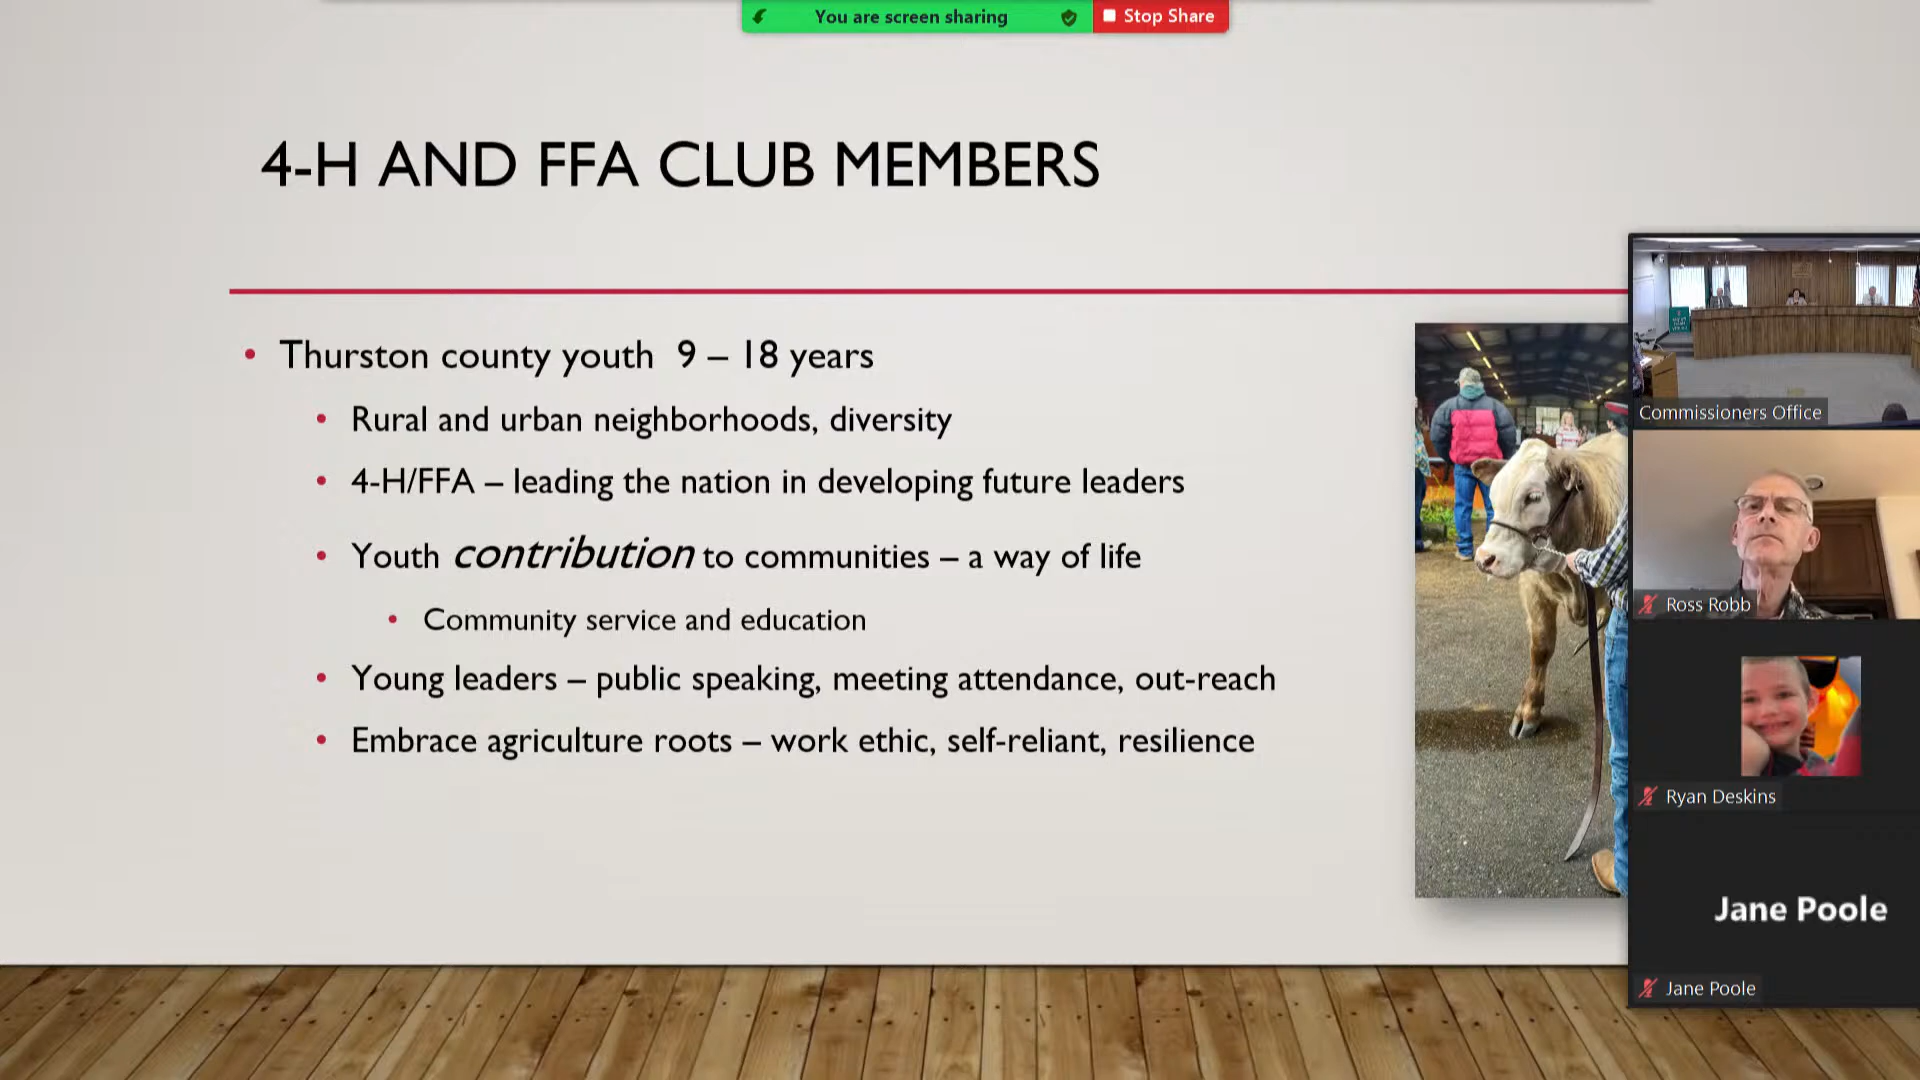 You are screen sharing
Stop Share
4-H AND FFA CLUB MEMBERS
• Thurston county youth 9 – 18 years
• Rural and urban neighborhoods, diversity
• 4-H/FFA – leading the nation in developing future leaders
• Youth contribution to communities – a way of life
• Community service and education
• Young leaders – public speaking, meeting attendance, out-reach
• Embrace agriculture roots – work ethic, self-reliant, resilience
Commissioners Office
Ross Robb
Ryan Deskins
Jane Poole
Jane Poole